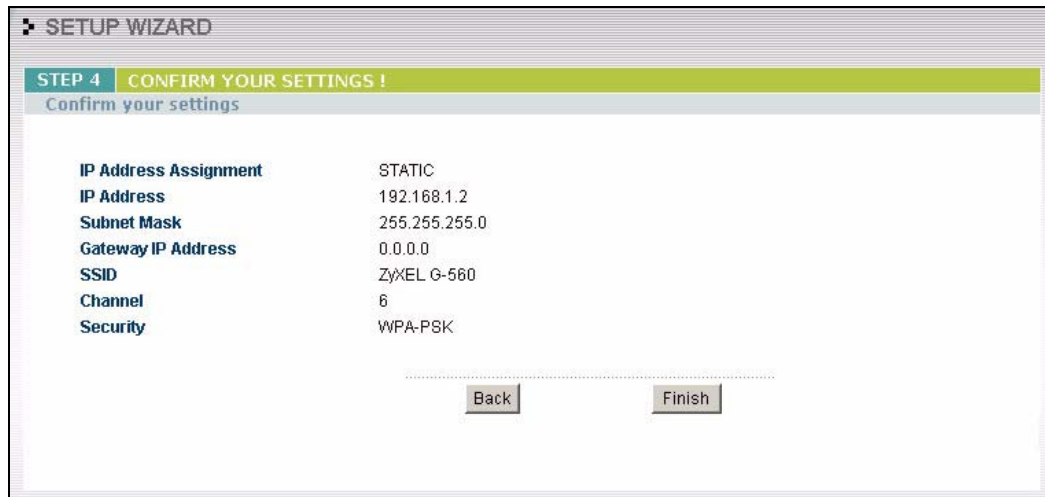 SETUP WIZARD
STEP 4 CONFIRM YOUR SETTINGS !
Confirm your settings
IP Address Assignment STATIC
IP Address 192.168.1.2
Subnet Mask 255.255.255.0
Gateway IP Address 0.0.0.0
SSID ZyXEL G-560
Channel 6
Security WPA-PSK
Back Finish